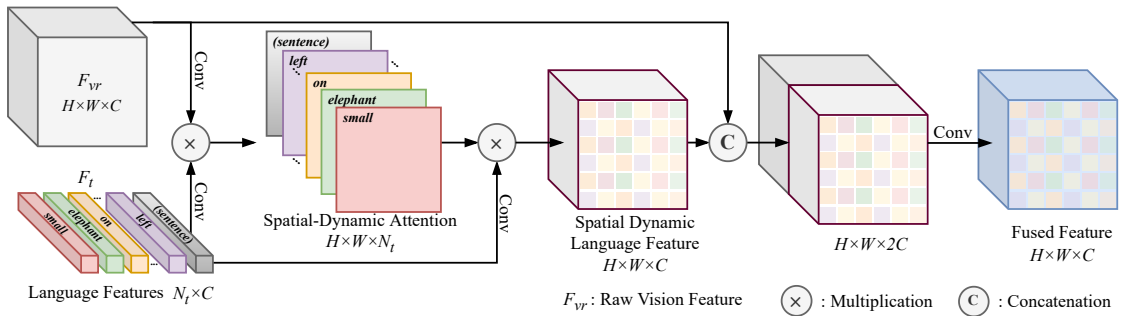 F_vr
H×W×C
Conv
×
Conv
F_t
small
elephant
on
...
left
(sentence)
...
Language Features N_t×C
(sentence)
left
...
on
elephant
small
...
Spatial-Dynamic Attention
H×W×N_t
×
Conv
Spatial Dynamic
Language Feature
H×W×C
C
H×W×2C
Conv
Fused Feature
H×W×C
F_vr : Raw Vision Feature
× : Multiplication
C : Concatenation